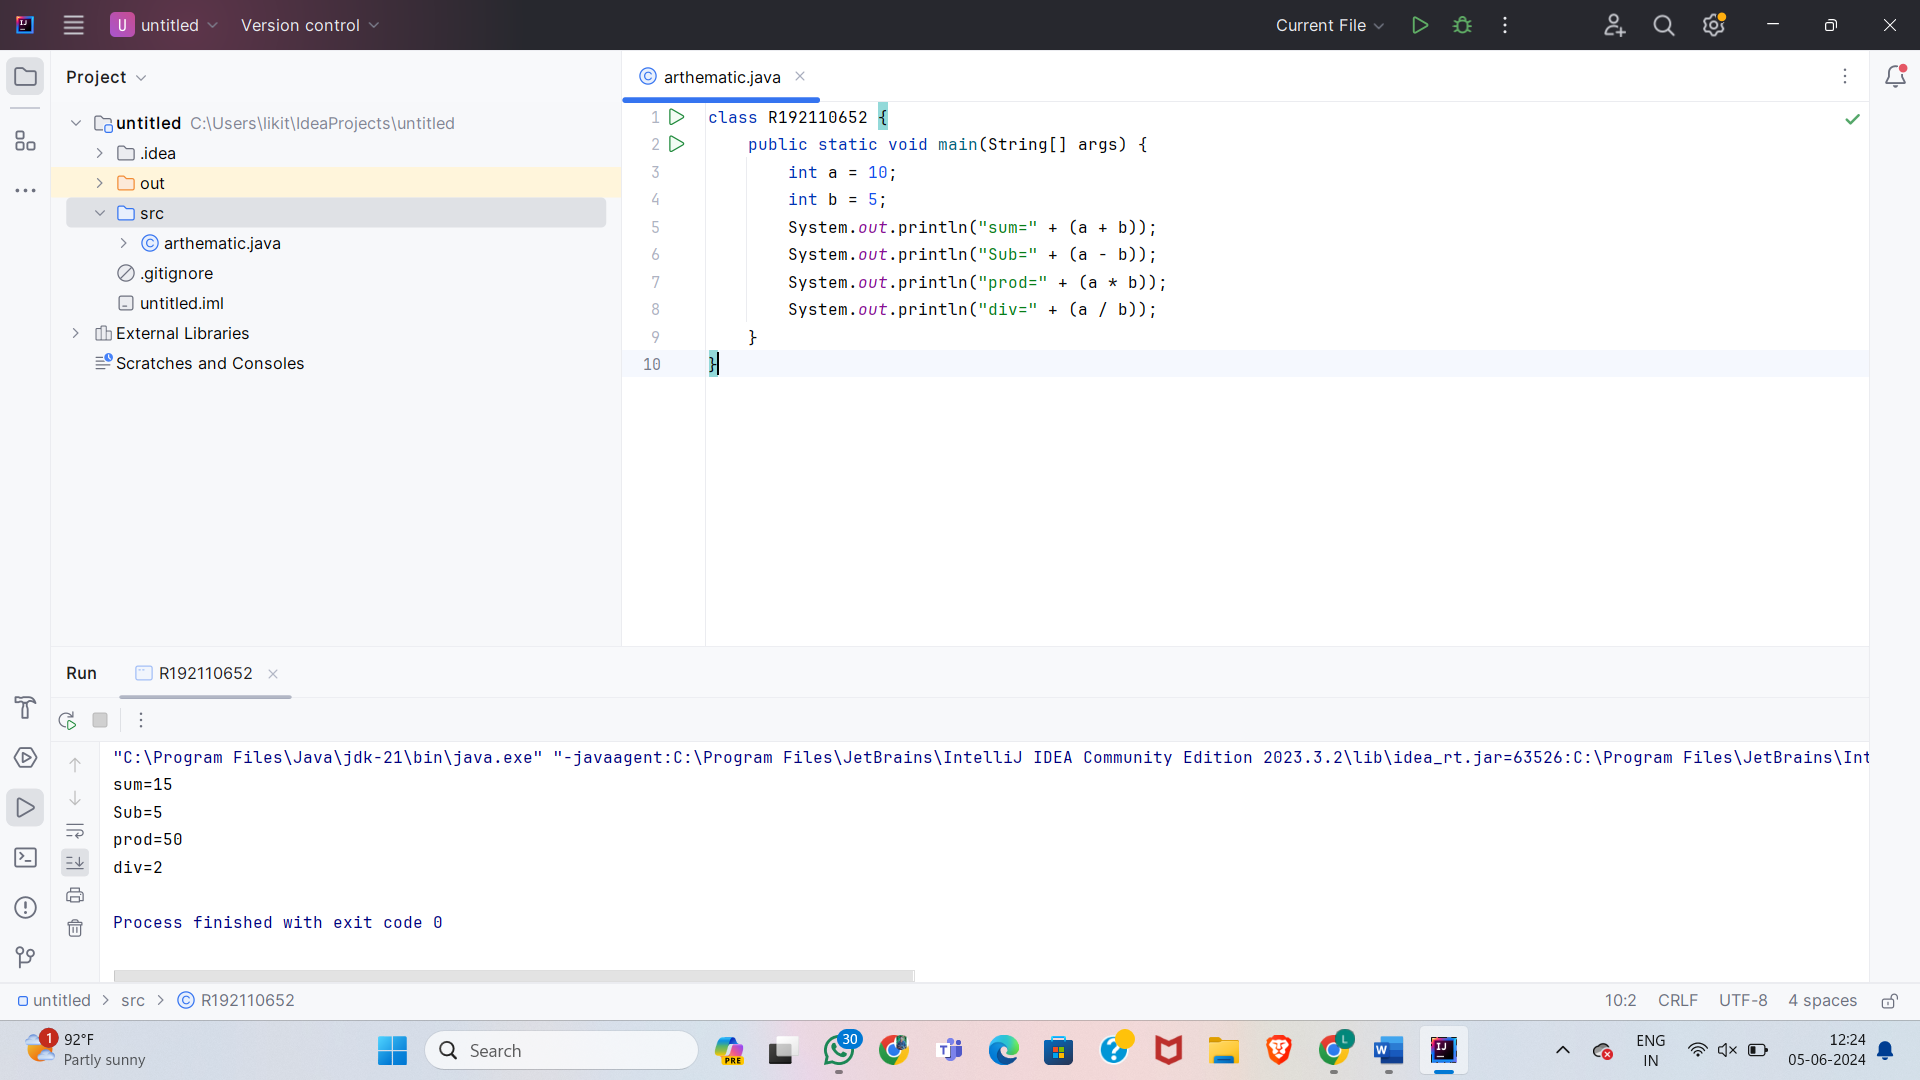 U untitled Version control Current File
Project
arthematic.java
untitled C:\Users\likit\IdeaProjects\untitled
.idea
out
src
arthematic.java
.gitignore
untitled.iml
External Libraries
Scratches and Consoles
1 class R192110652 {
2 public static void main(String[] args) {
3 int a = 10;
4 int b = 5;
5 System.out.println("sum=" + (a + b));
6 System.out.println("Sub=" + (a - b));
7 System.out.println("prod=" + (a * b));
8 System.out.println("div=" + (a / b));
9 }
10 }
Run R192110652
"C:\Program Files\Java\jdk-21\bin\java.exe" "-javaagent:C:\Program Files\JetBrains\IntelliJ IDEA Community Edition 2023.3.2\lib\idea_rt.jar=63526:C:\Program Files\JetBrains\Int
sum=15
Sub=5
prod=50
div=2
Process finished with exit code 0
untitled > src > R192110652 10:2 CRLF UTF-8 4 spaces
1 92°F
Partly sunny
Search
PRE
30
L
ENG
IN
12:24
05-06-2024